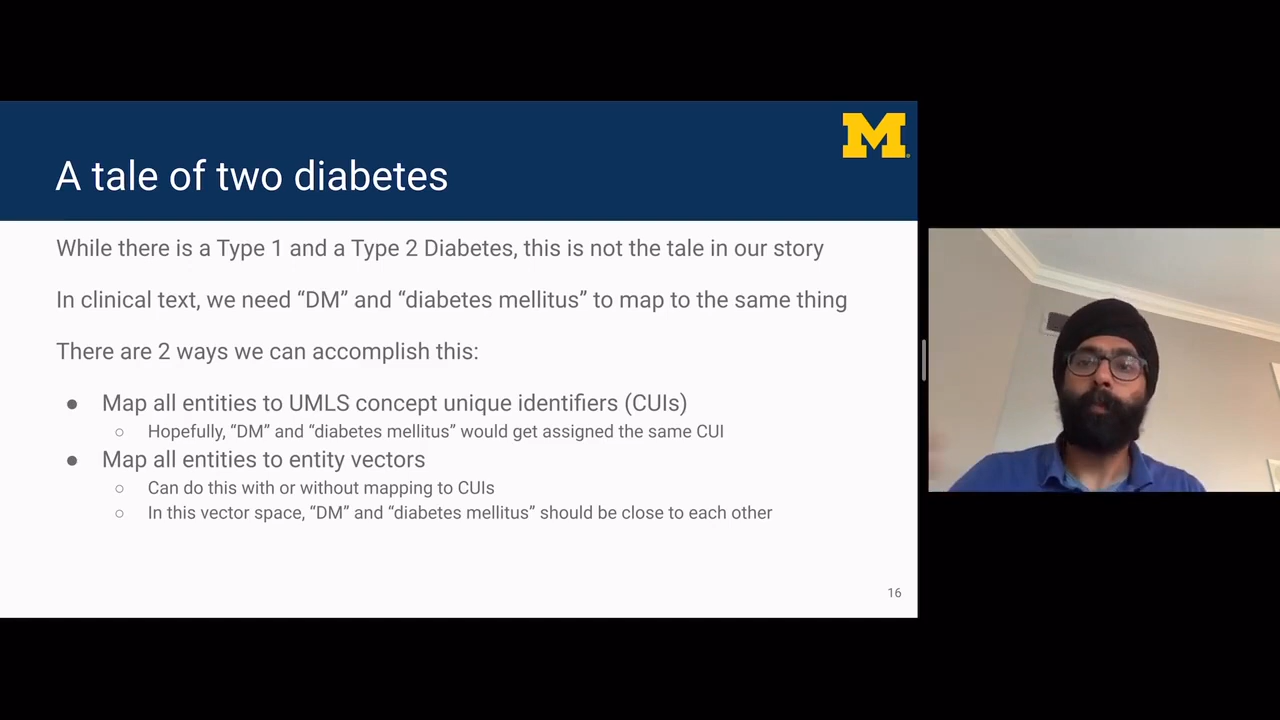 M
A tale of two diabetes
While there is a Type 1 and a Type 2 Diabetes, this is not the tale in our story
In clinical text, we need “DM” and “diabetes mellitus” to map to the same thing
There are 2 ways we can accomplish this:
● Map all entities to UMLS concept unique identifiers (CUIs)
○ Hopefully, “DM” and “diabetes mellitus” would get assigned the same CUI
● Map all entities to entity vectors
○ Can do this with or without mapping to CUIs
○ In this vector space, “DM” and “diabetes mellitus” should be close to each other
16